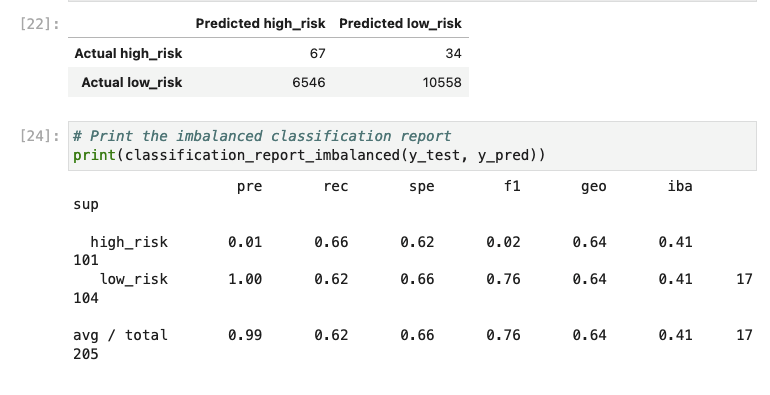 [22]:
Predicted high_risk Predicted low_risk
Actual high_risk 67 34
Actual low_risk 6546 10558
[24]: # Print the imbalanced classification report
print(classification_report_imbalanced(y_test, y_pred))
pre rec spe f1 geo iba
sup
high_risk 0.01 0.66 0.62 0.02 0.64 0.41
101
low_risk 1.00 0.62 0.66 0.76 0.64 0.41 17
104
avg / total 0.99 0.62 0.66 0.76 0.64 0.41 17
205